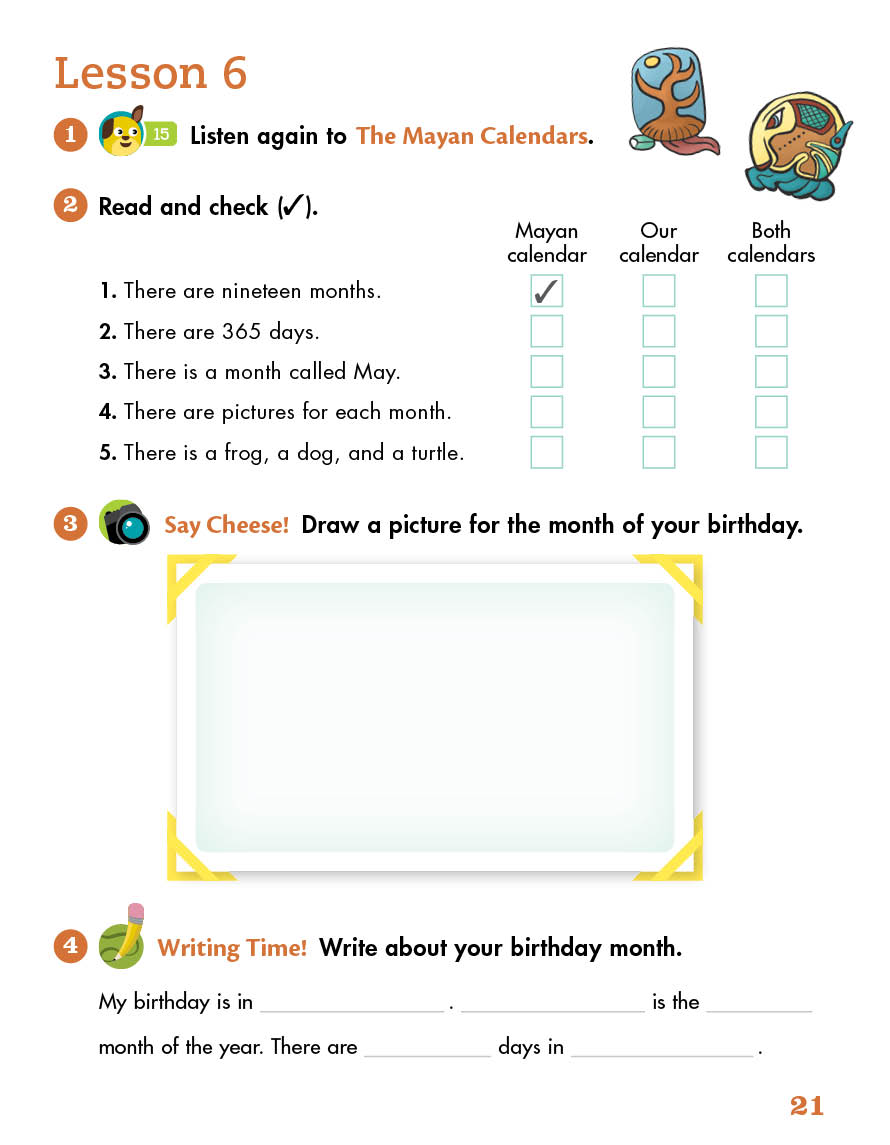 Lesson 6
1 15 Listen again to The Mayan Calendars.
2 Read and check (✓).
Mayan calendar Our calendar Both calendars
1. There are nineteen months. ✓
2. There are 365 days.
3. There is a month called May.
4. There are pictures for each month.
5. There is a frog, a dog, and a turtle.
3 Say Cheese! Draw a picture for the month of your birthday.
4 Writing Time! Write about your birthday month.
My birthday is in ____________ . ____________ is the ________
month of the year. There are ________ days in ____________ .
21